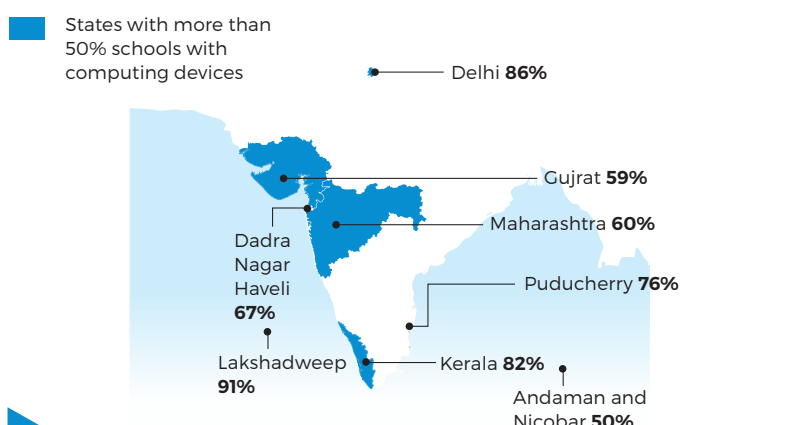 States with more than
50% schools with
computing devices
Delhi 86%
Gujrat 59%
Maharashtra 60%
Dadra
Nagar
Haveli
67%
Puducherry 76%
Lakshadweep
91%
Kerala 82%
Andaman and
Nicobar 50%